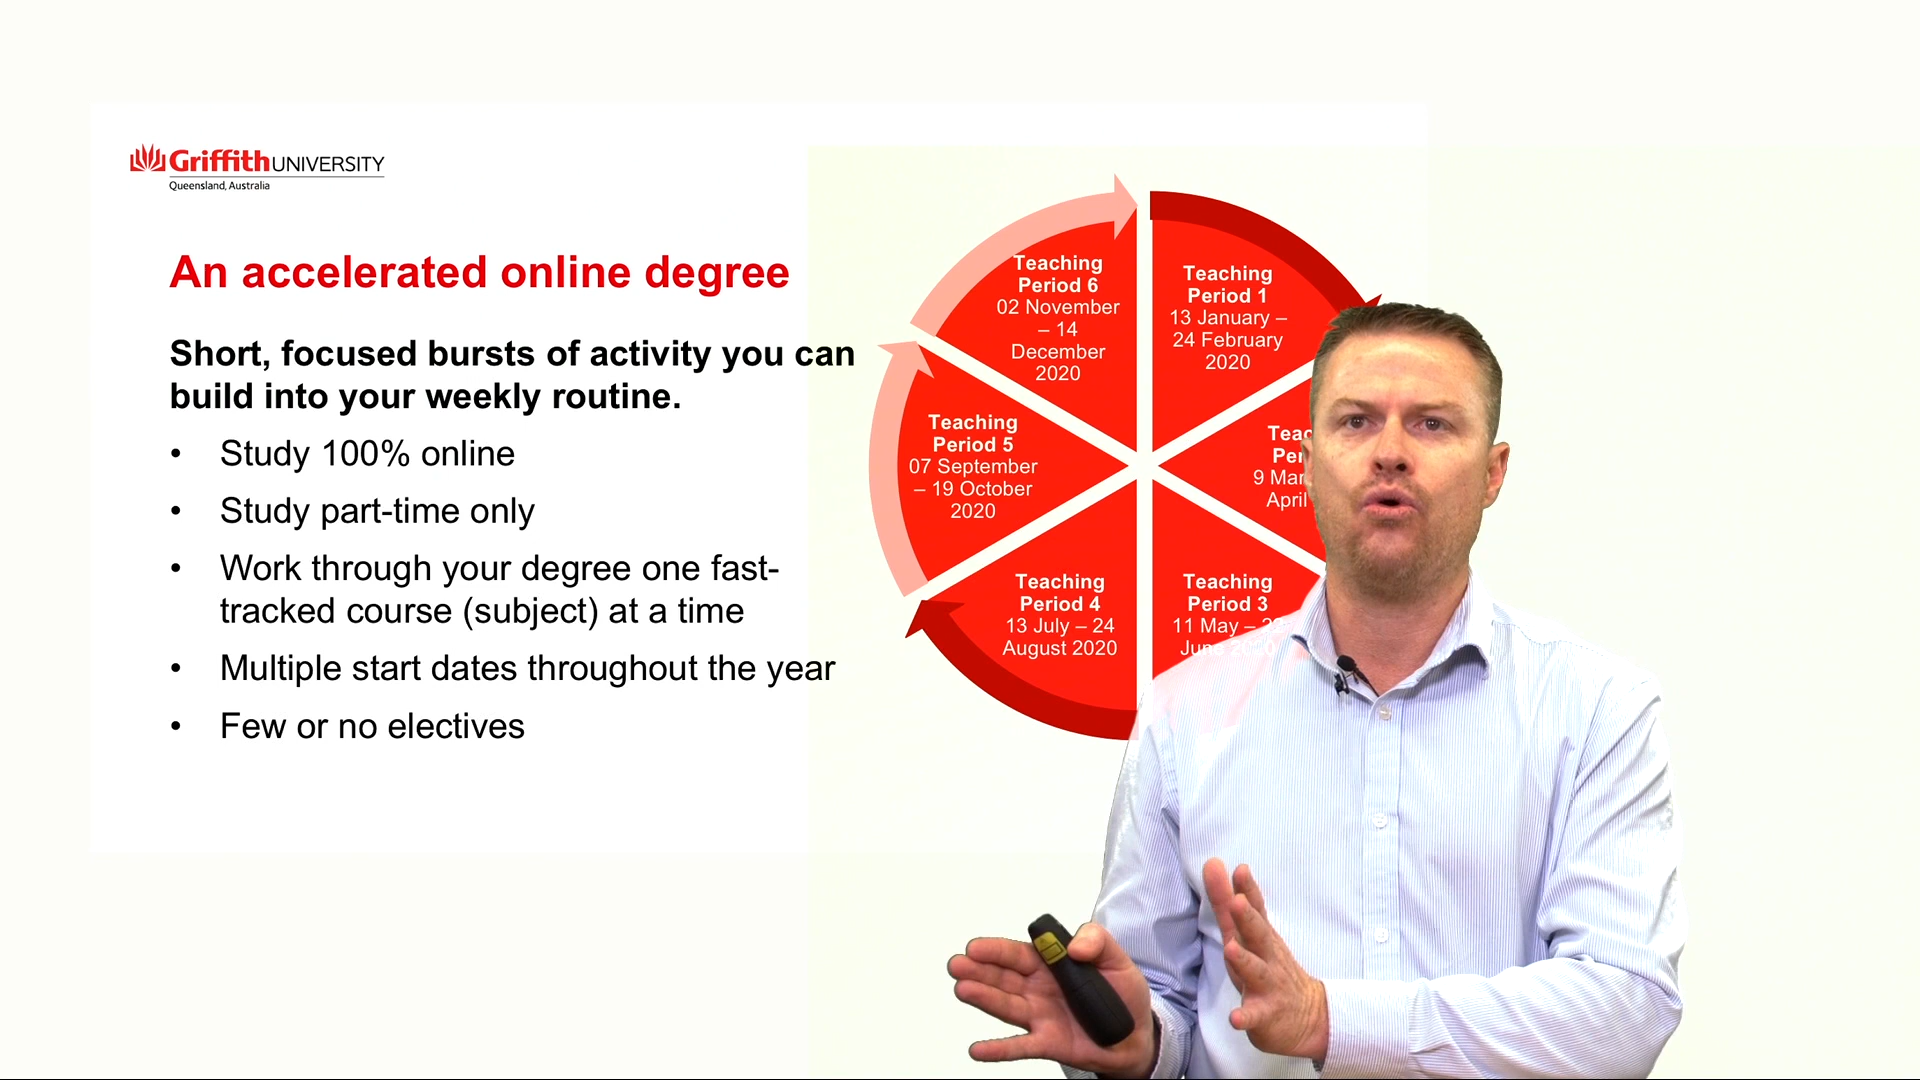 Griffith UNIVERSITY
Queensland, Australia
An accelerated online degree
Short, focused bursts of activity you can
build into your weekly routine.
• Study 100% online
• Study part-time only
• Work through your degree one fast-
tracked course (subject) at a time
• Multiple start dates throughout the year
• Few or no electives
Teaching
Period 1
13 January –
24 February
2020
9
April
Teaching
Period 3
11 May –
June 2020
Teaching
Period 4
13 July – 24
August 2020
Teaching
Period 5
07 September
– 19 October
2020
Teaching
Period 6
02 November
– 14
December
2020